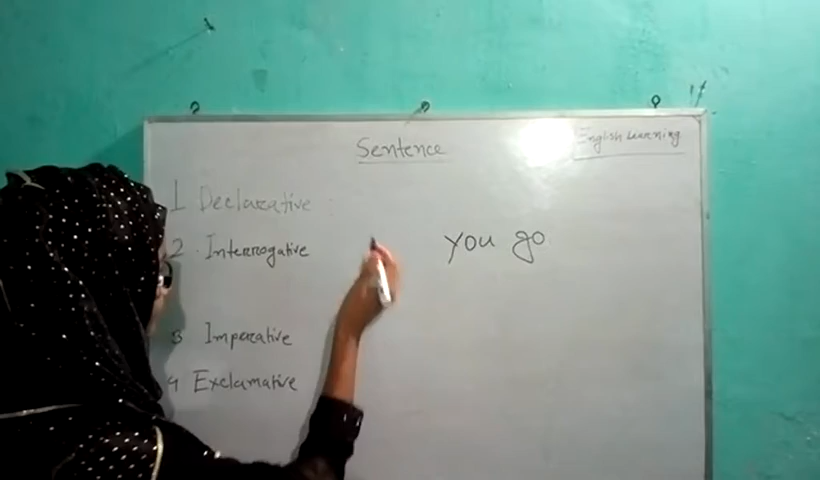 Sentence
English Learning
1 Declarative
2. Interrogative
you go
3 Imperative
4 Exclamative